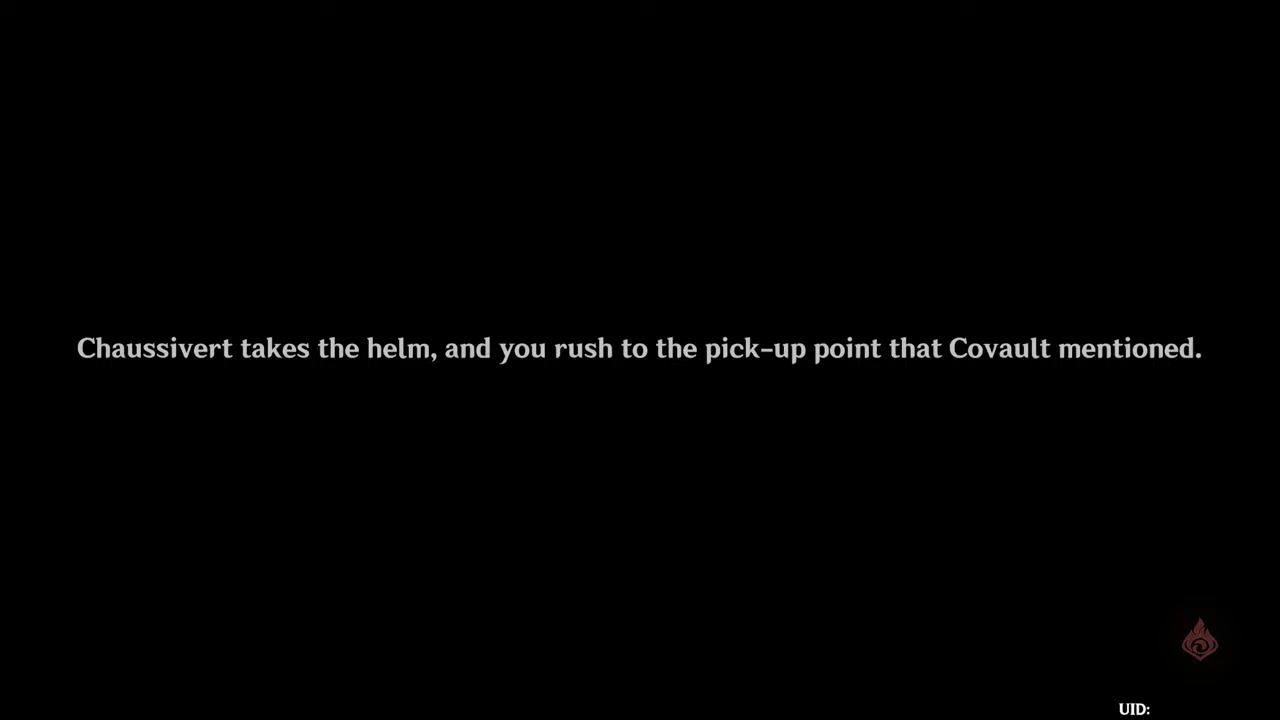 Chaussivert takes the helm, and you rush to the pick-up point that Covault mentioned.
UID: